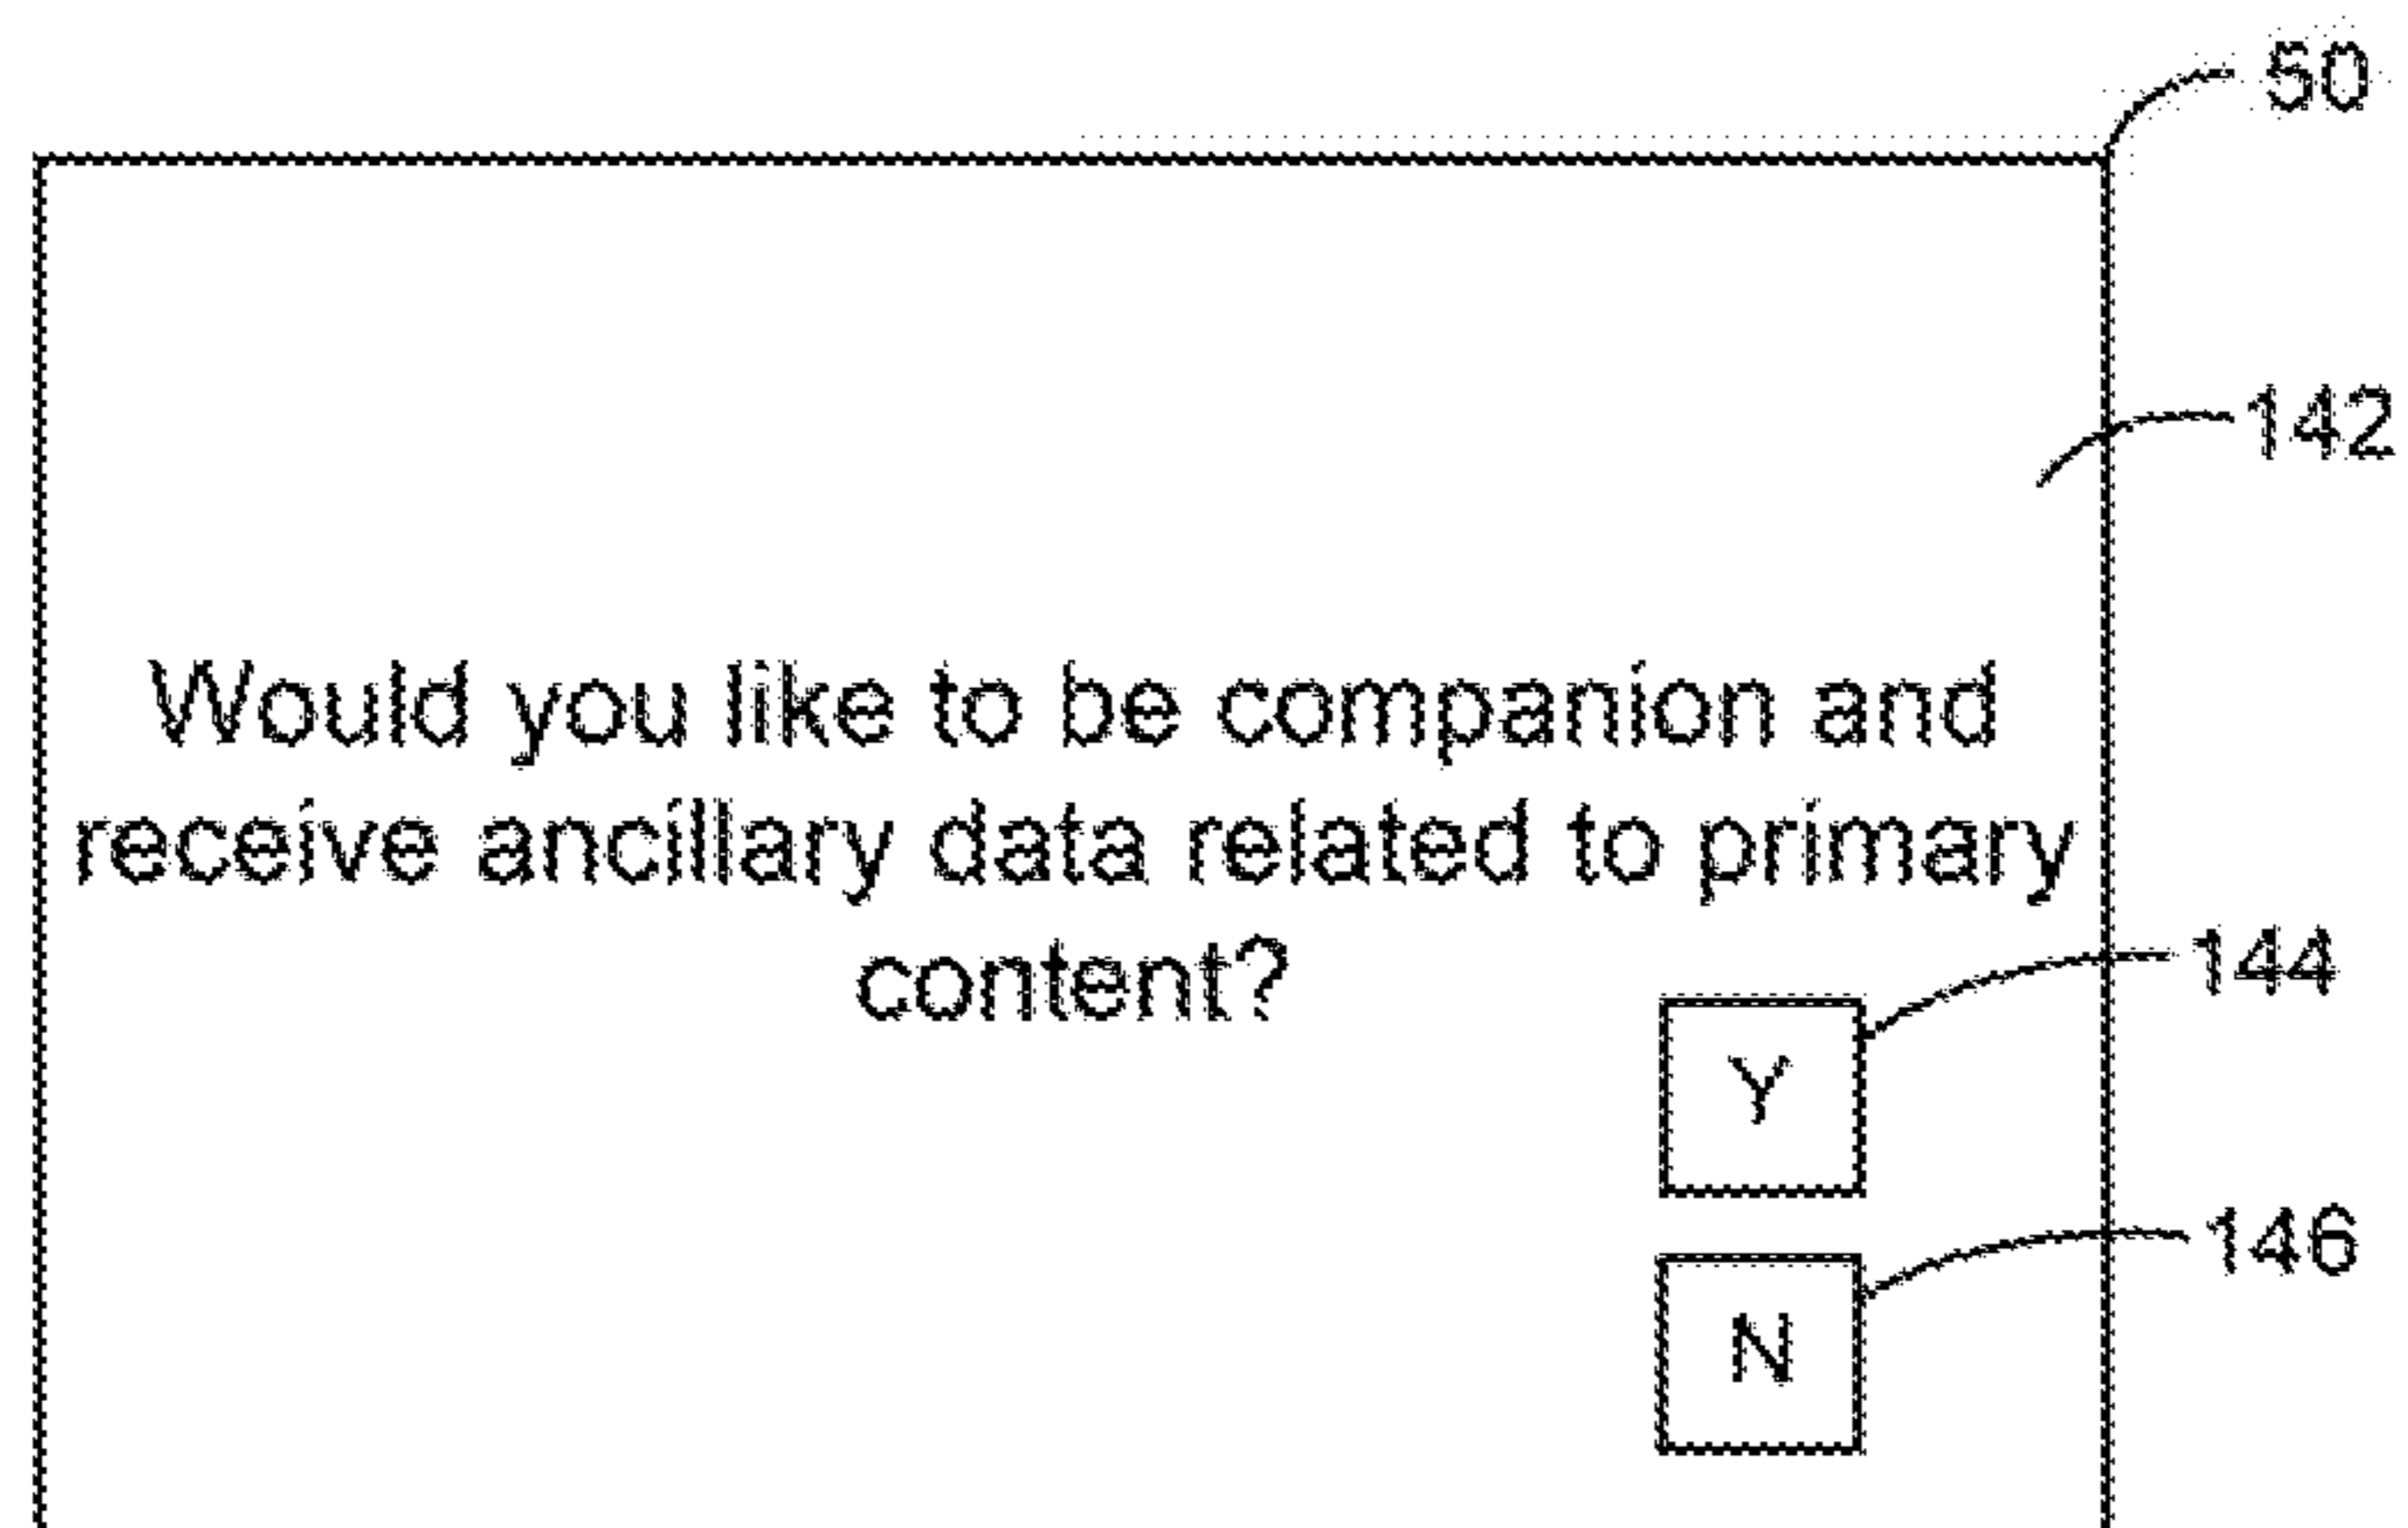 50
142
Would you like to be companion and
receive ancillary data related to primary
content?
144
Y
146
N